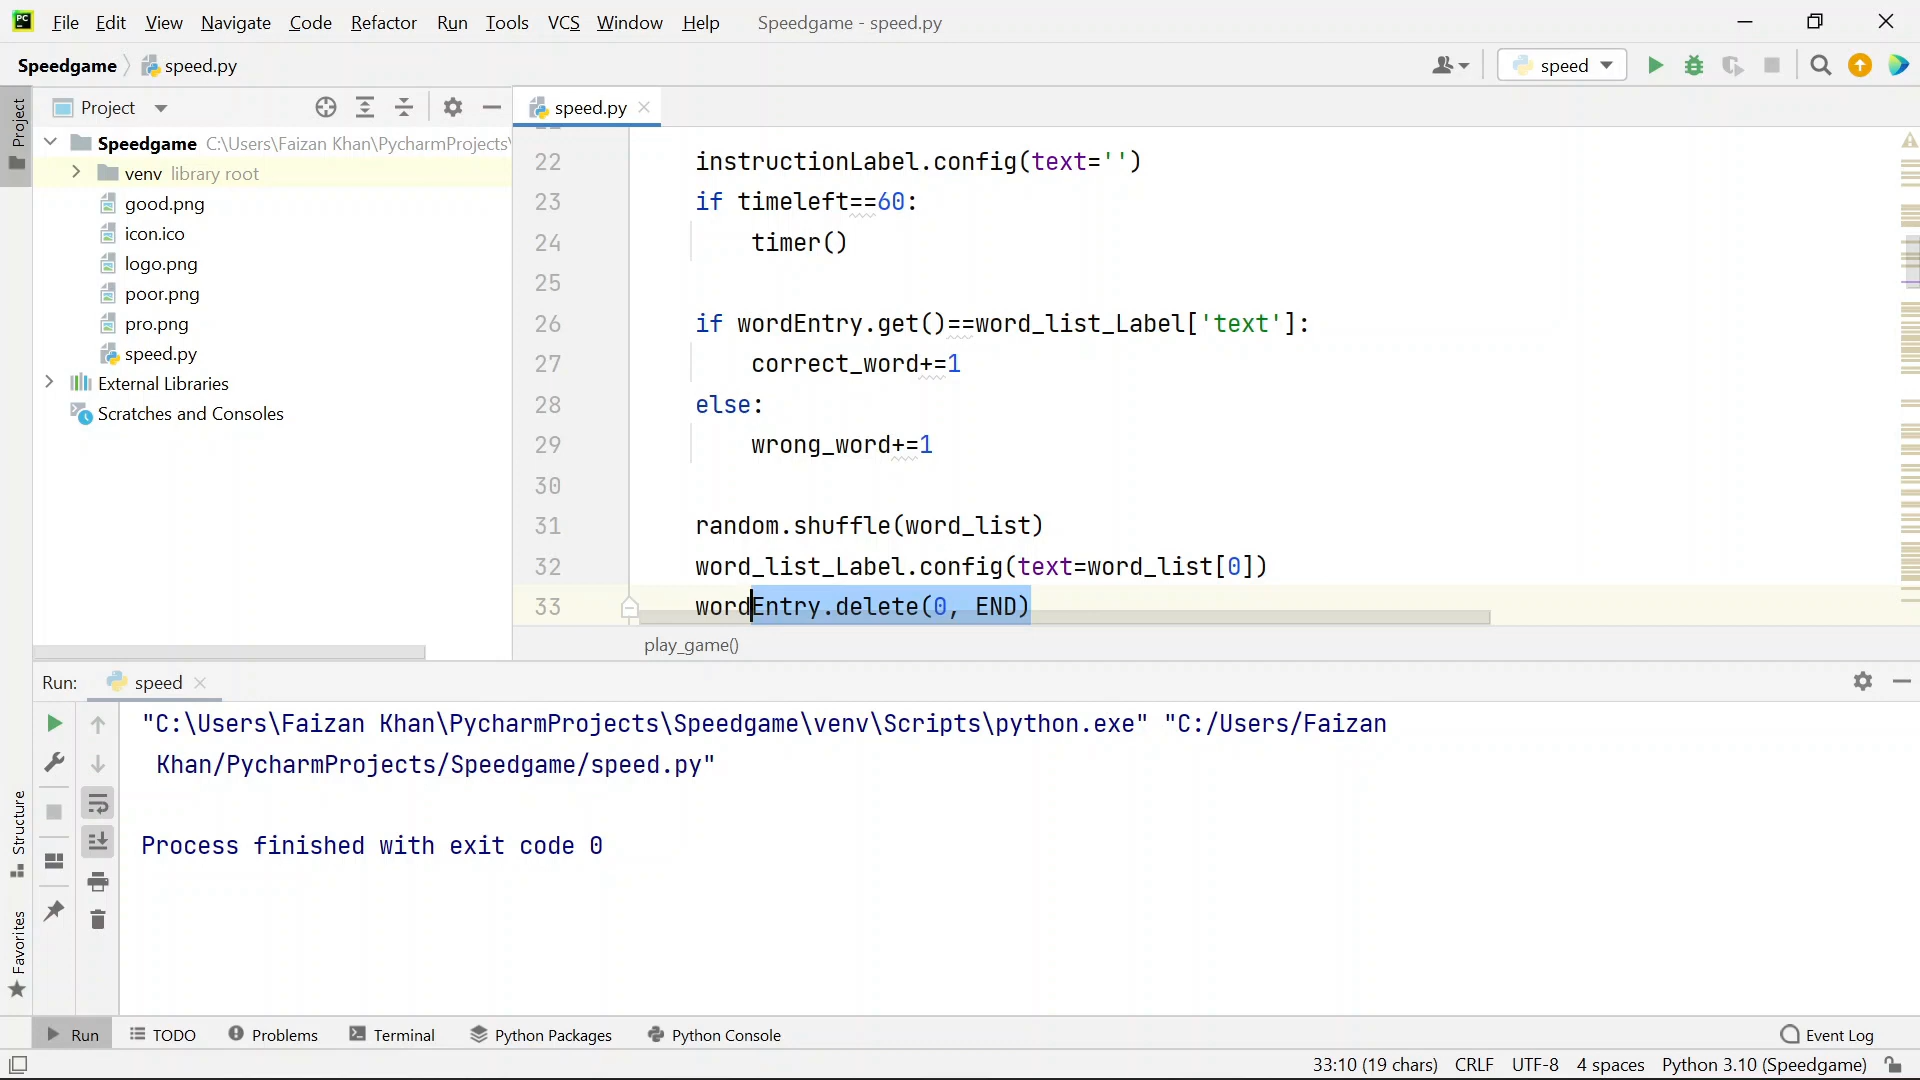 PC File Edit View Navigate Code Refactor Run Tools VCS Window Help Speedgame - speed.py
Speedgame speed.py speed
Project
Project speed.py
Speedgame C:\Users\Faizan Khan\PycharmProjects\
venv library root
good.png
icon.ico
logo.png
poor.png
pro.png
speed.py
External Libraries
Scratches and Consoles
22 instructionLabel.config(text='')
23 if timeleft==60:
24 timer()
25
26 if wordEntry.get()==word_list_Label['text']:
27 correct_word+=1
28 else:
29 wrong_word+=1
30
31 random.shuffle(word_list)
32 word_list_Label.config(text=word_list[0])
33 wordEntry.delete(0, END)
play_game()
Run: speed
"C:\Users\Faizan Khan\PycharmProjects\Speedgame\venv\Scripts\python.exe" "C:/Users/Faizan
Khan/PycharmProjects/Speedgame/speed.py"
Process finished with exit code 0
Structure
Favorites
Run TODO Problems Terminal Python Packages Python Console Event Log
33:10 (19 chars) CRLF UTF-8 4 spaces Python 3.10 (Speedgame)